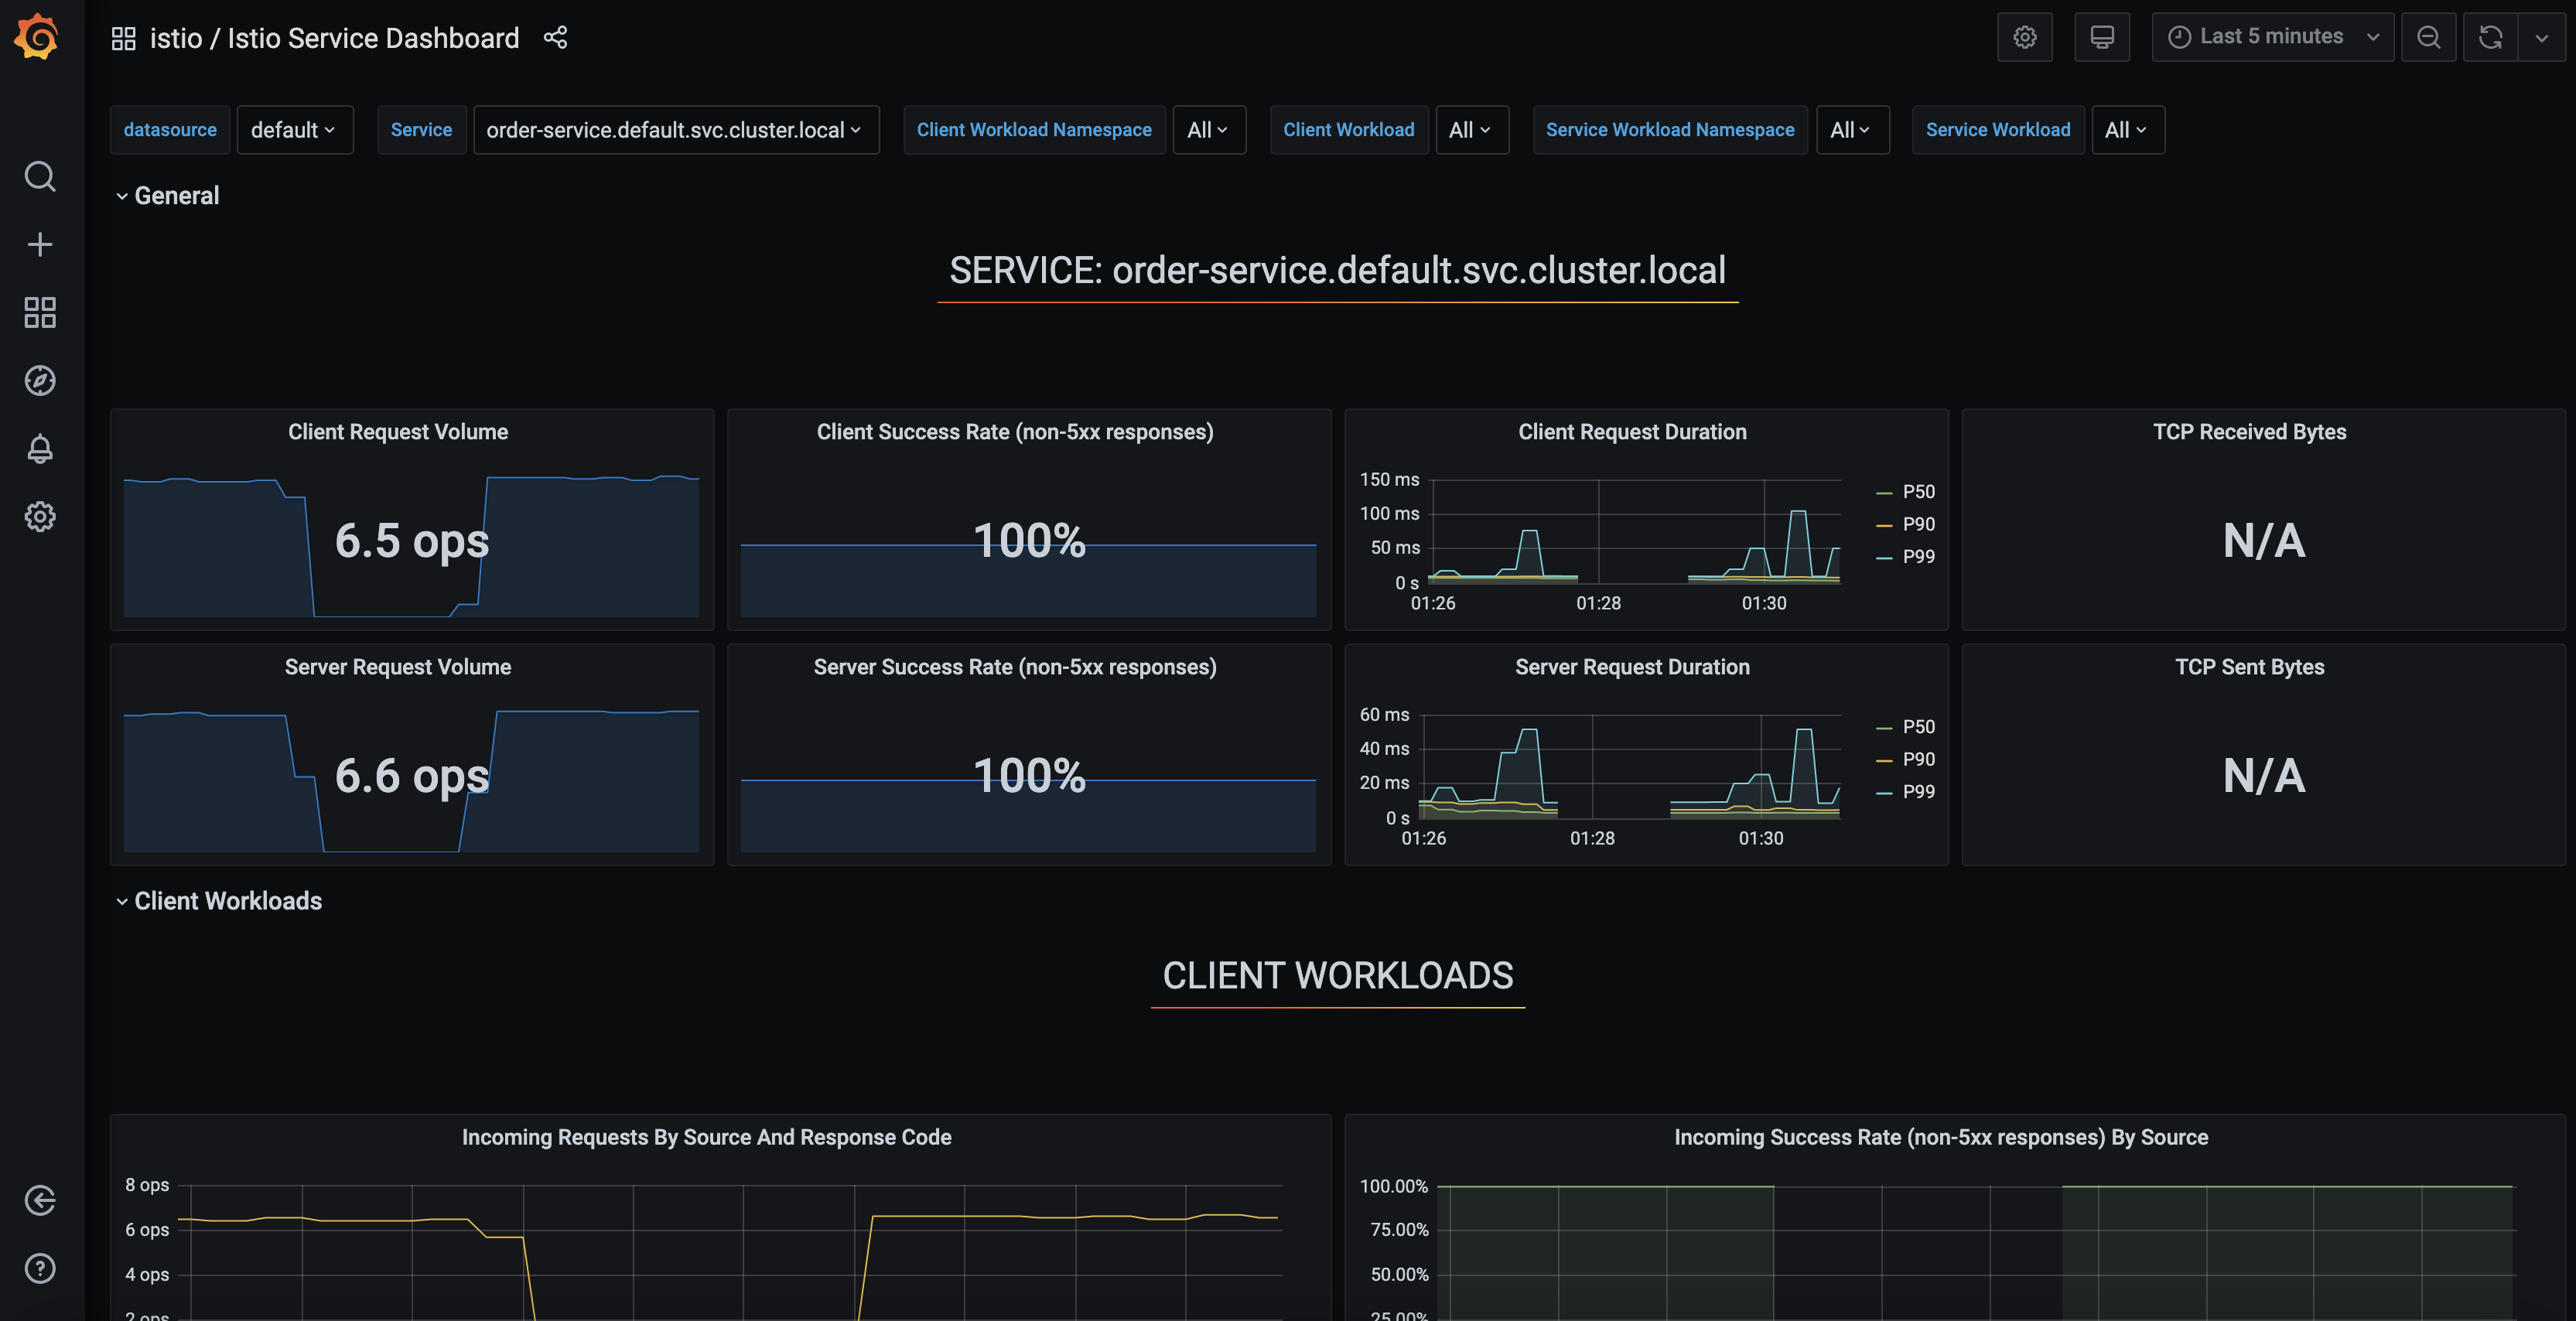 istio / Istio Service Dashboard
Last 5 minutes
datasource default Service order-service.default.svc.cluster.local Client Workload Namespace All Client Workload All Service Workload Namespace All Service Workload All
General
SERVICE: order-service.default.svc.cluster.local
Client Request Volume
6.5 ops
Client Success Rate (non-5xx responses)
100%
Client Request Duration
150 ms
100 ms
50 ms
0 s
01:26 01:28 01:30
P50
P90
P99
TCP Received Bytes
N/A
Server Request Volume
6.6 ops
Server Success Rate (non-5xx responses)
100%
Server Request Duration
60 ms
40 ms
20 ms
0 s
01:26 01:28 01:30
P50
P90
P99
TCP Sent Bytes
N/A
Client Workloads
CLIENT WORKLOADS
Incoming Requests By Source And Response Code
8 ops
6 ops
4 ops
2 ops
Incoming Success Rate (non-5xx responses) By Source
100.00%
75.00%
50.00%
25.00%